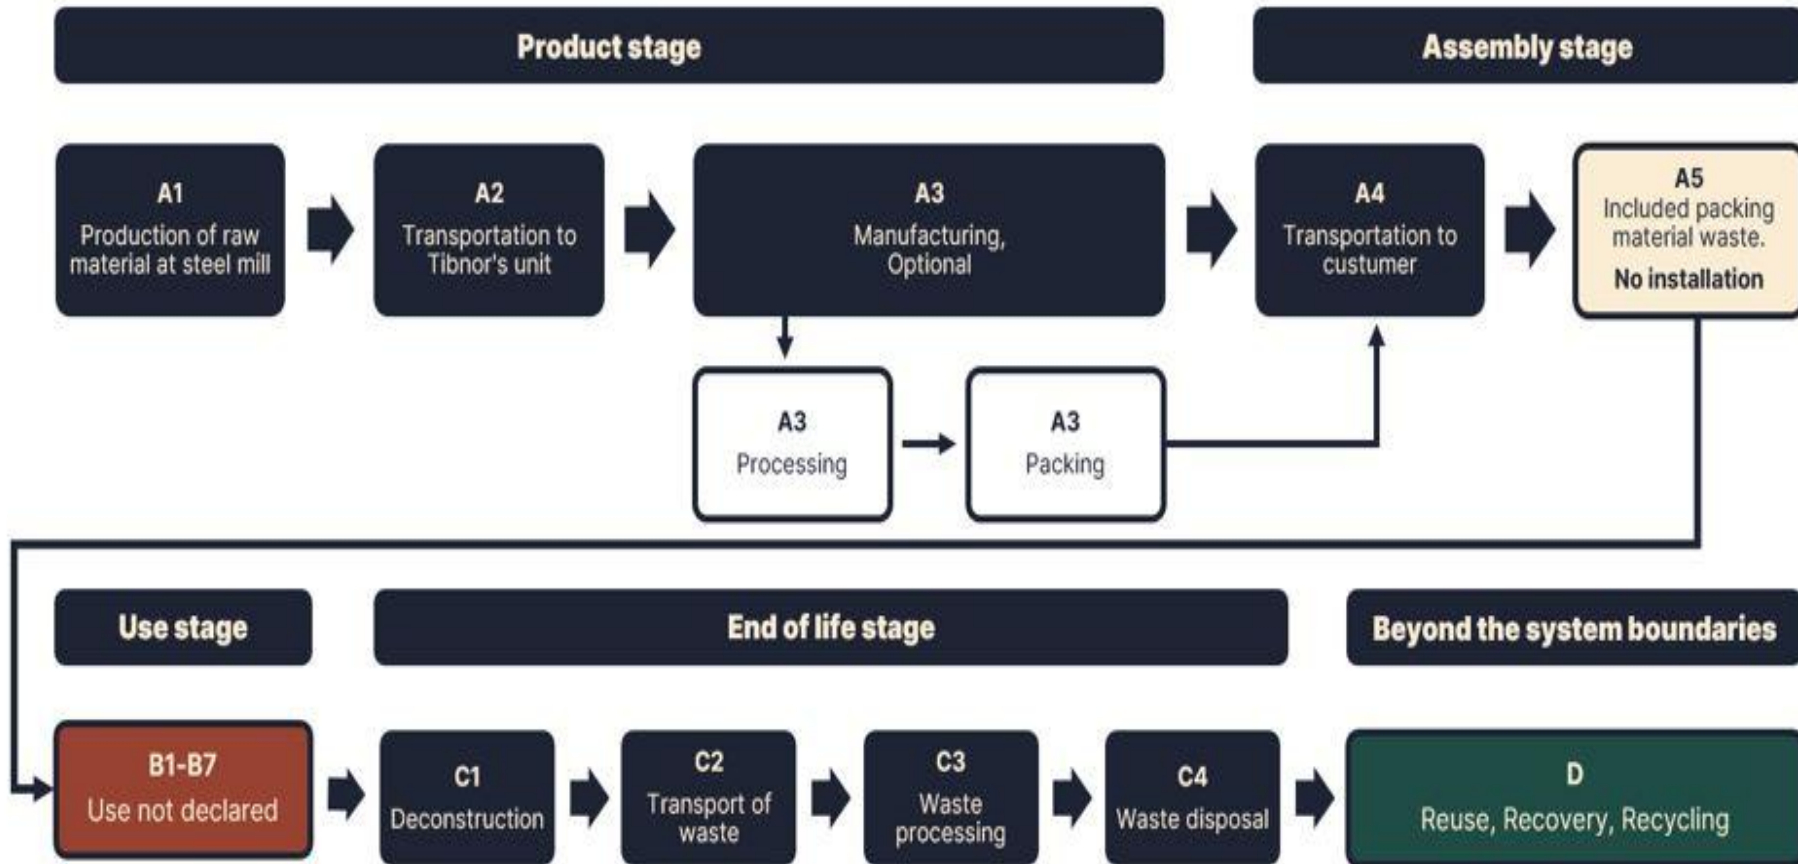 Product stage
Assembly stage
A1
Production of raw
material at steel mill
A2
Transportation to
Tibnor's unit
A3
Manufacturing,
Optional
A4
Transportation to
custumer
A5
Included packing
material waste.
No installation
A3
Processing
A3
Packing
Use stage
End of life stage
Beyond the system boundaries
B1-B7
Use not declared
C1
Deconstruction
C2
Transport of
waste
C3
Waste
processing
C4
Waste disposal
D
Reuse, Recovery, Recycling